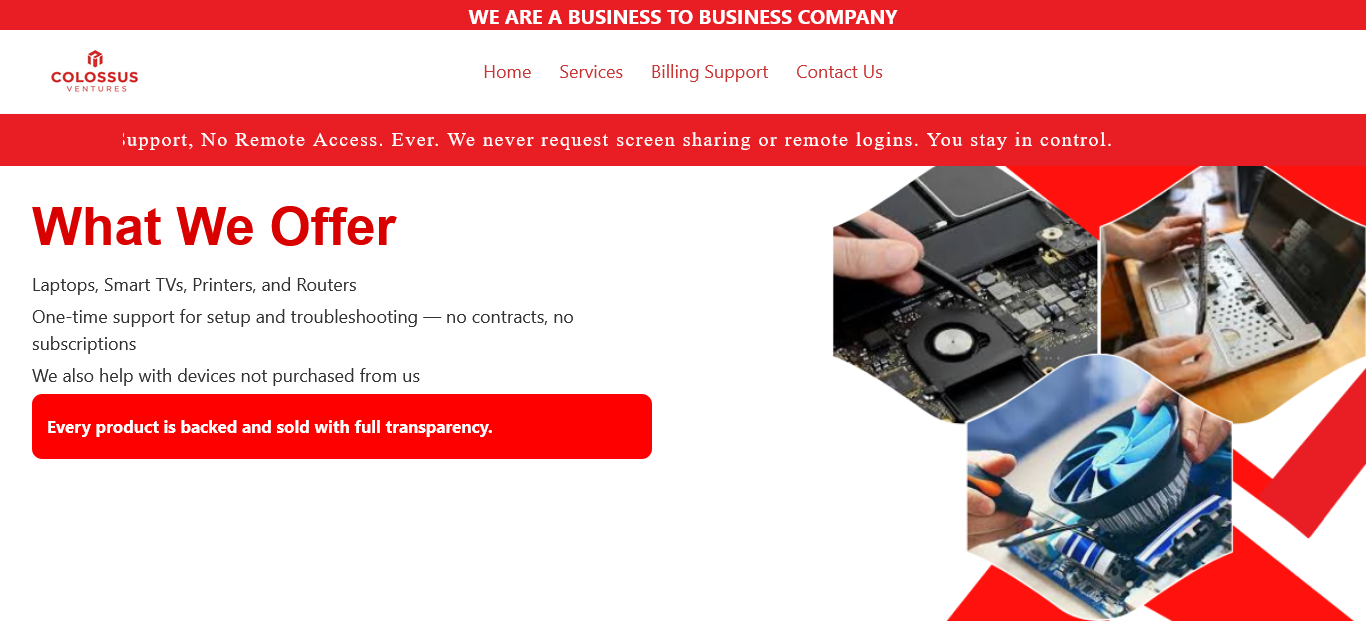 WE ARE A BUSINESS TO BUSINESS COMPANY
COLOSSUS
VENTURES
Home Services Billing Support Contact Us
Support, No Remote Access. Ever. We never request screen sharing or remote logins. You stay in control.
What We Offer
Laptops, Smart TVs, Printers, and Routers
One-time support for setup and troubleshooting — no contracts, no
subscriptions
We also help with devices not purchased from us
Every product is backed and sold with full transparency.